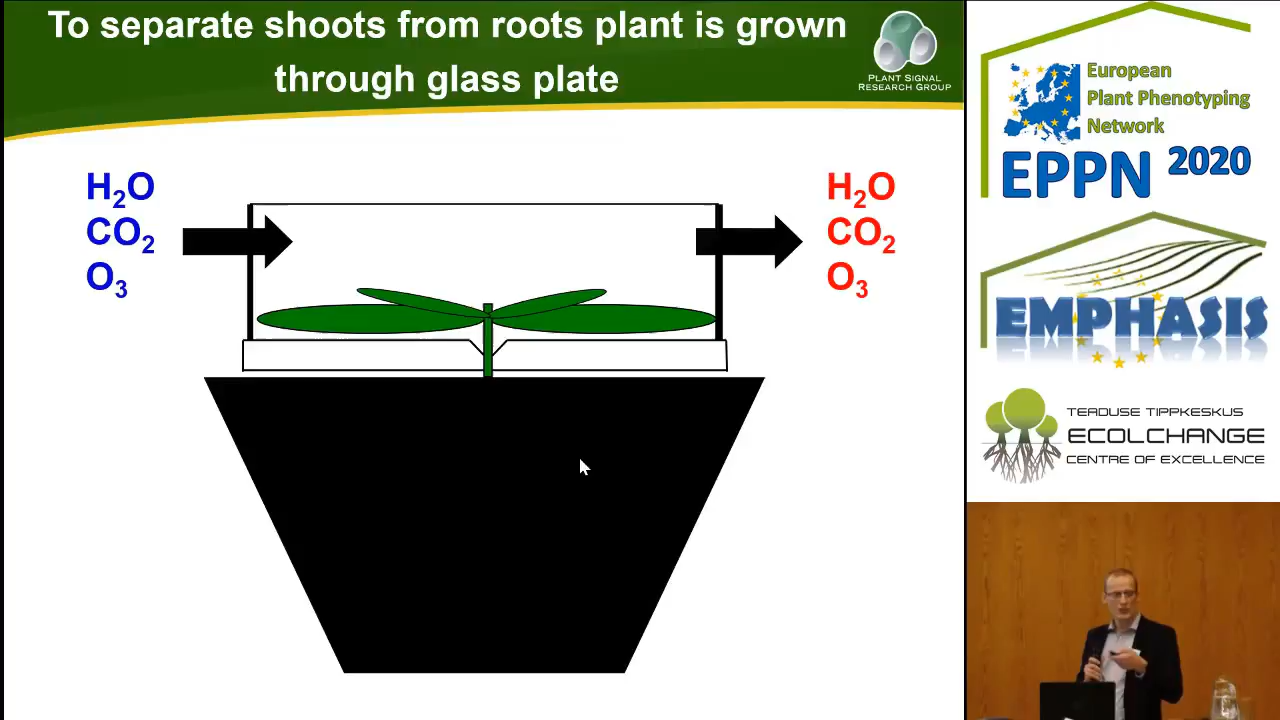 To separate shoots from roots plant is grown
through glass plate
PLANT SIGNAL
RESEARCH GROUP
H₂O
CO₂
O₃
H₂O
CO₂
O₃
European
Plant Phenotyping
Network
EPPN 2020
EMPHASIS
TEADUSE TIPPKESKUS
ECOLCHANGE
CENTRE OF EXCELLENCE